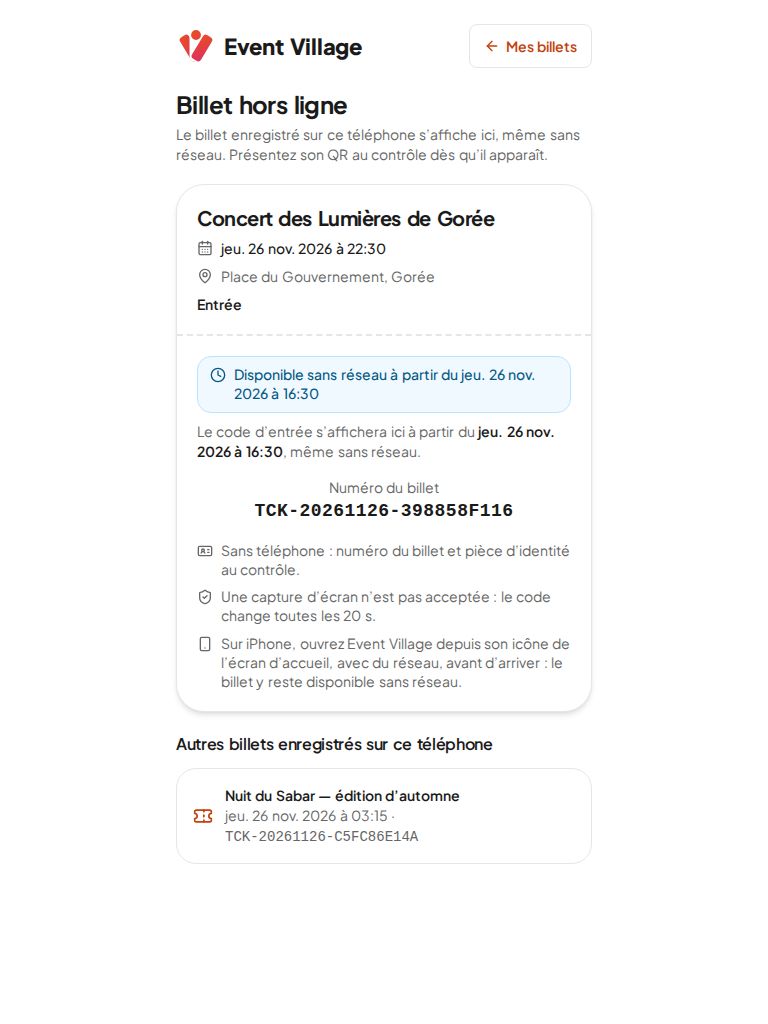 Event Village
Mes billets
Billet hors ligne
Le billet enregistré sur ce téléphone s’affiche ici, même sans
réseau. Présentez son QR au contrôle dès qu’il apparaît.
Concert des Lumières de Gorée
jeu. 26 nov. 2026 à 22:30
Place du Gouvernement, Gorée
Entrée
Disponible sans réseau à partir du jeu. 26 nov.
2026 à 16:30
Le code d’entrée s’affichera ici à partir du jeu. 26 nov.
2026 à 16:30, même sans réseau.
Numéro du billet
TCK-20261126-398858F116
Sans téléphone : numéro du billet et pièce d’identité
au contrôle.
Une capture d’écran n’est pas acceptée : le code
change toutes les 20 s.
Sur iPhone, ouvrez Event Village depuis son icône de
l’écran d’accueil, avec du réseau, avant d’arriver : le
billet y reste disponible sans réseau.
Autres billets enregistrés sur ce téléphone
Nuit du Sabar — édition d’automne
jeu. 26 nov. 2026 à 03:15 ·
TCK-20261126-C5FC86E14A